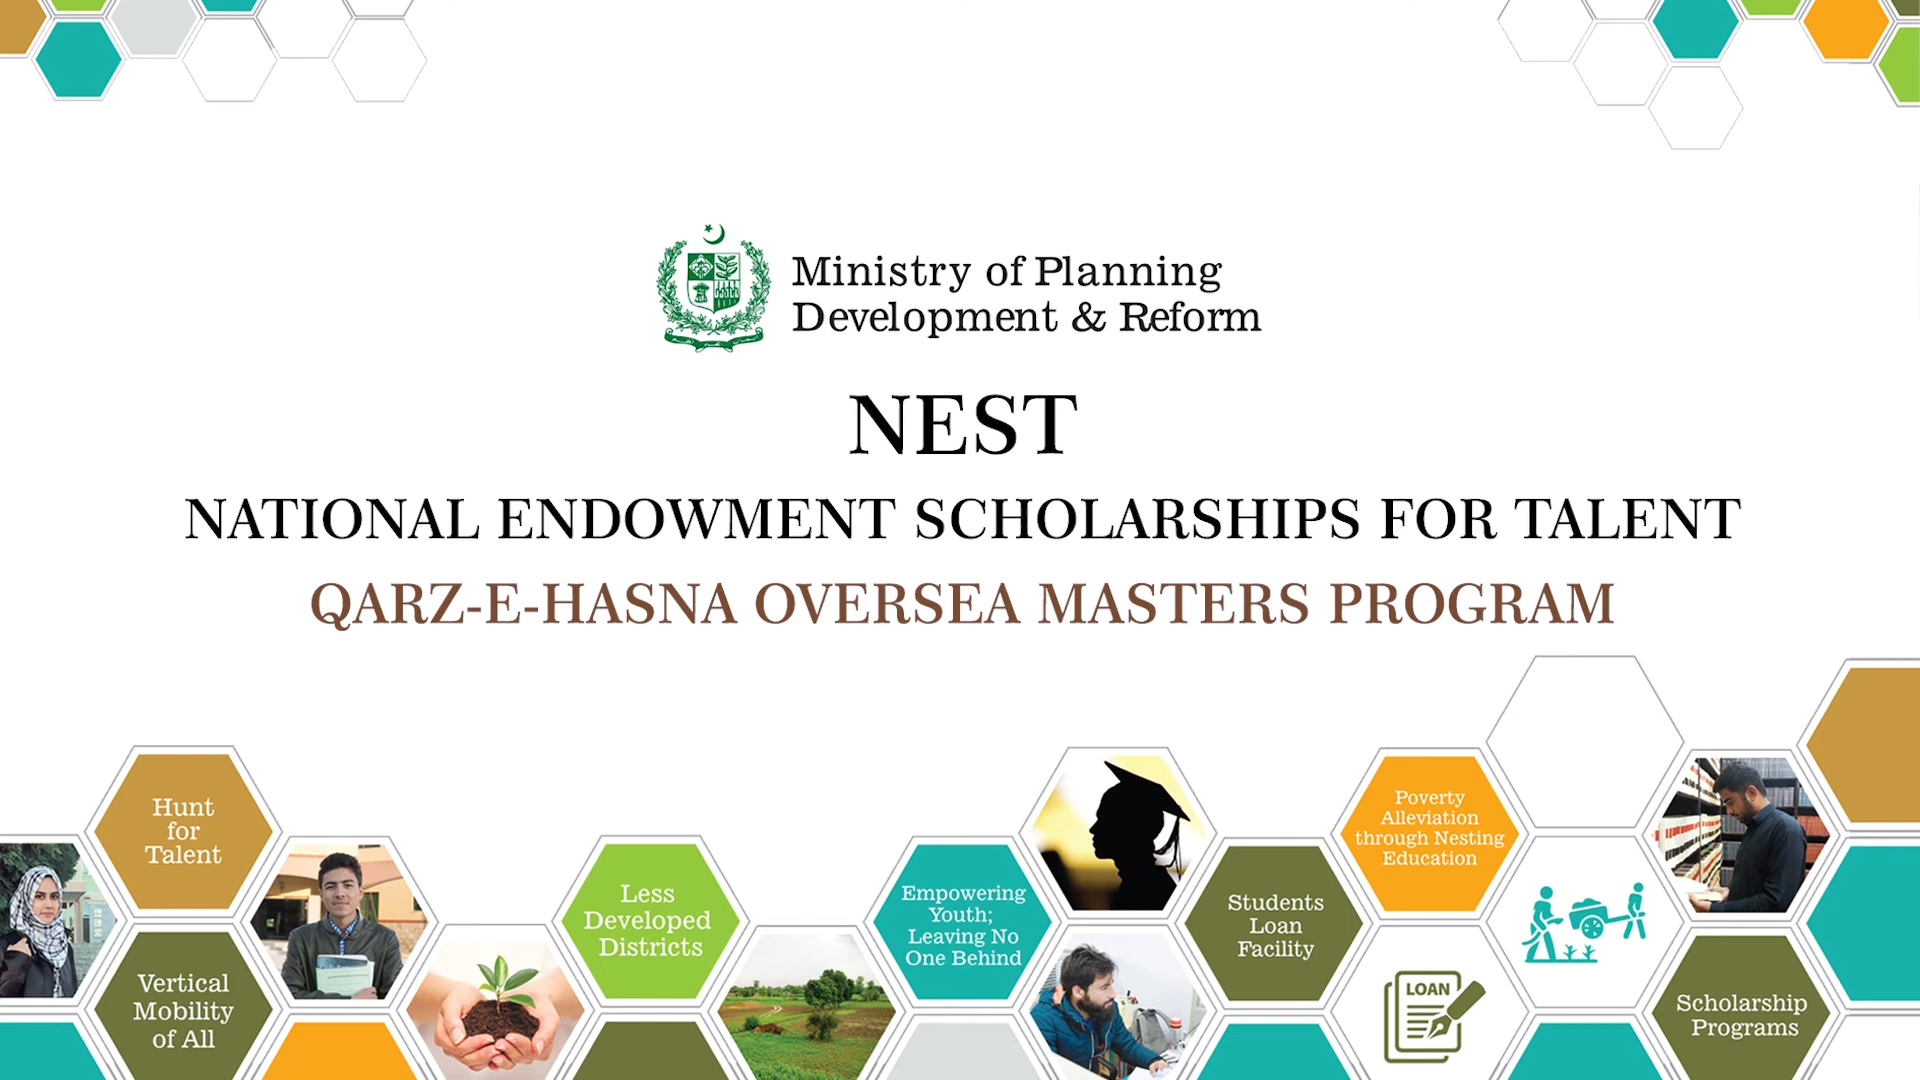 Ministry of Planning
Development & Reform
NEST
NATIONAL ENDOWMENT SCHOLARSHIPS FOR TALENT
QARZ-E-HASNA OVERSEA MASTERS PROGRAM
Hunt
for
Talent
Vertical
Mobility
of All
Less
Developed
Districts
Empowering
Youth;
Leaving No
One Behind
Students
Loan
Facility
Poverty
Alleviation
through Nesting
Education
LOAN
Scholarship
Programs